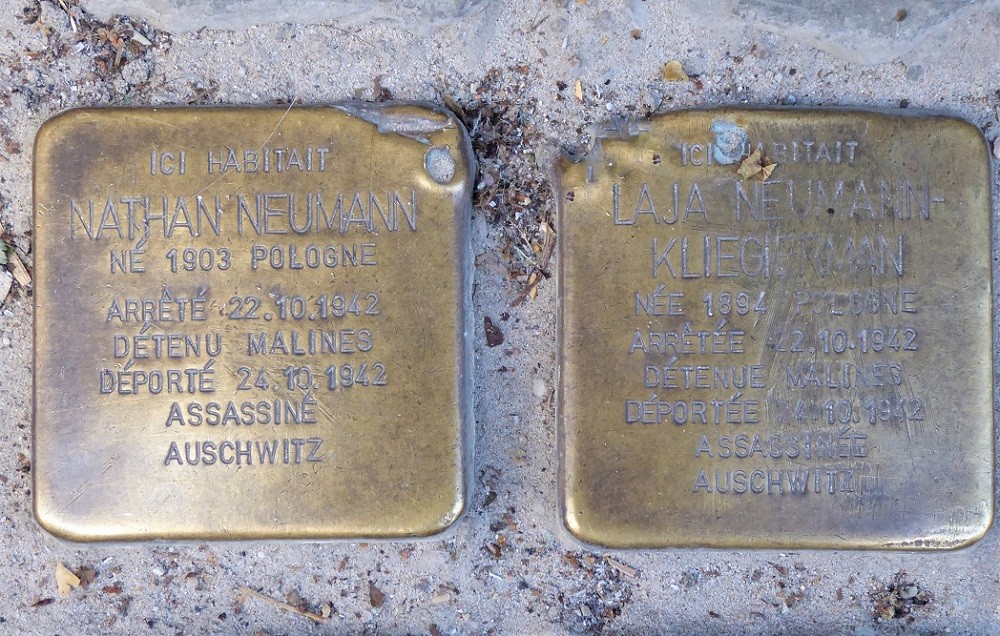 ICI HABITAIT
NATHAN NEUMANN
NÉ 1903 POLOGNE
ARRÊTÉ 22.10.1942
DÉTENU MALINES
DÉPORTÉ 24.10.1942
ASSASSINÉ
AUSCHWITZ
ICI HABITAIT
LAJA NEUMANN-
KLIEGERMAN
NÉE 1894 POLOGNE
ARRÊTÉE 22.10.1942
DÉTENUE MALINES
DÉPORTÉE 24.10.1942
ASSASSINÉE
AUSCHWITZ